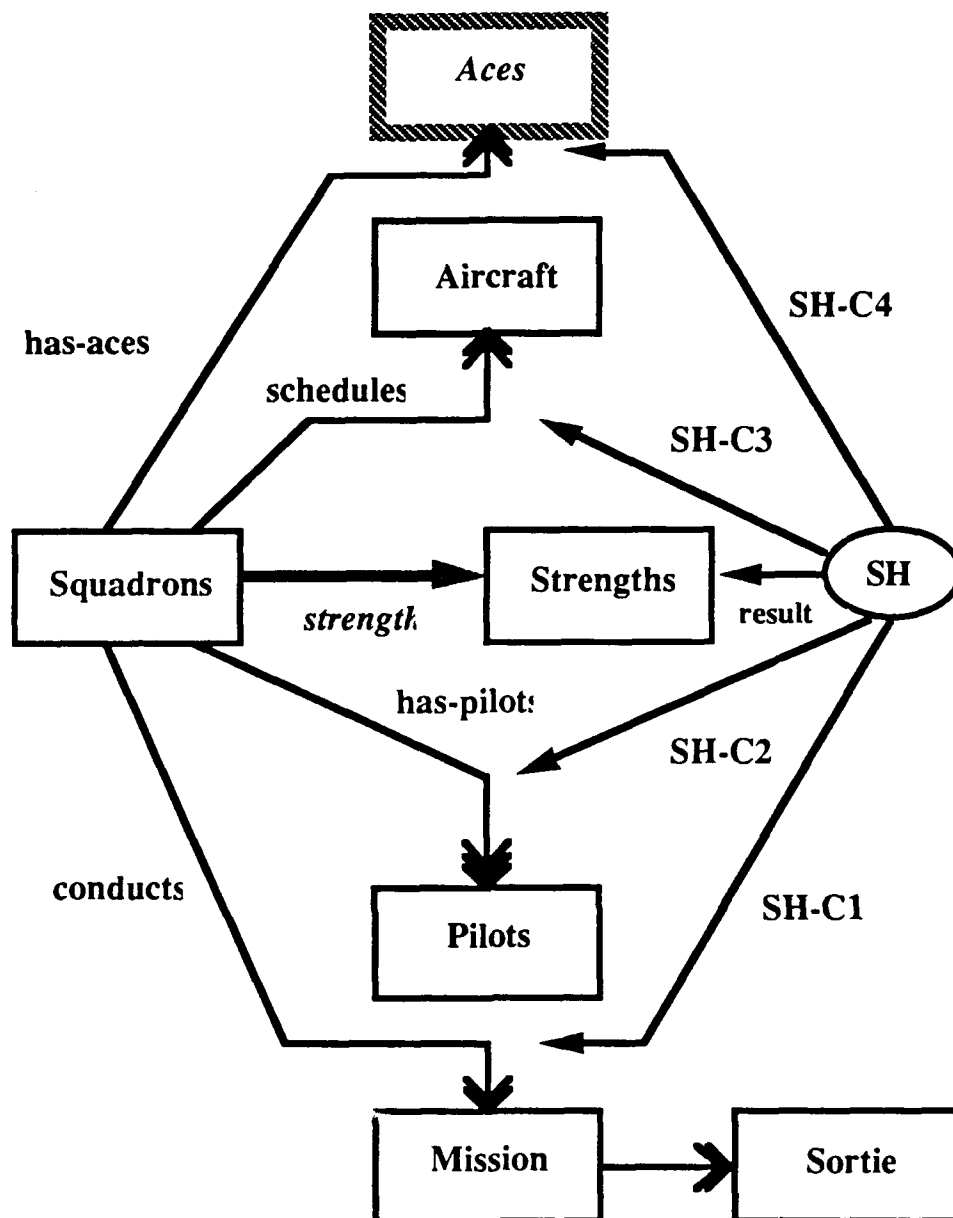 Aces
Aircraft
SH-C4
has-aces
schedules
SH-C3
Squadrons
Strengths
SH
strength
result
has-pilots
SH-C2
conducts
SH-C1
Pilots
Mission
Sortie